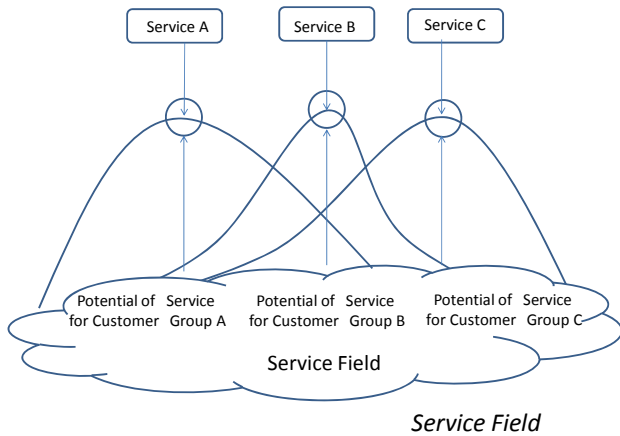 Service A
Service B
Service C
Potential of Service
for Customer Group A
Potential of Service
for Customer Group B
Potential of Service
for Customer Group C
Service Field
Service Field